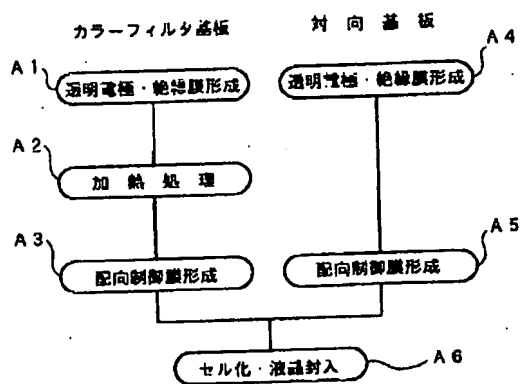 カラーフィルタ基板
対向基板
A1
A4
透明電極・絶縁膜形成
透明電極・絶縁膜形成
A2
加熱処理
A3
A5
配向制御膜形成
配向制御膜形成
セル化・液晶封入
A6